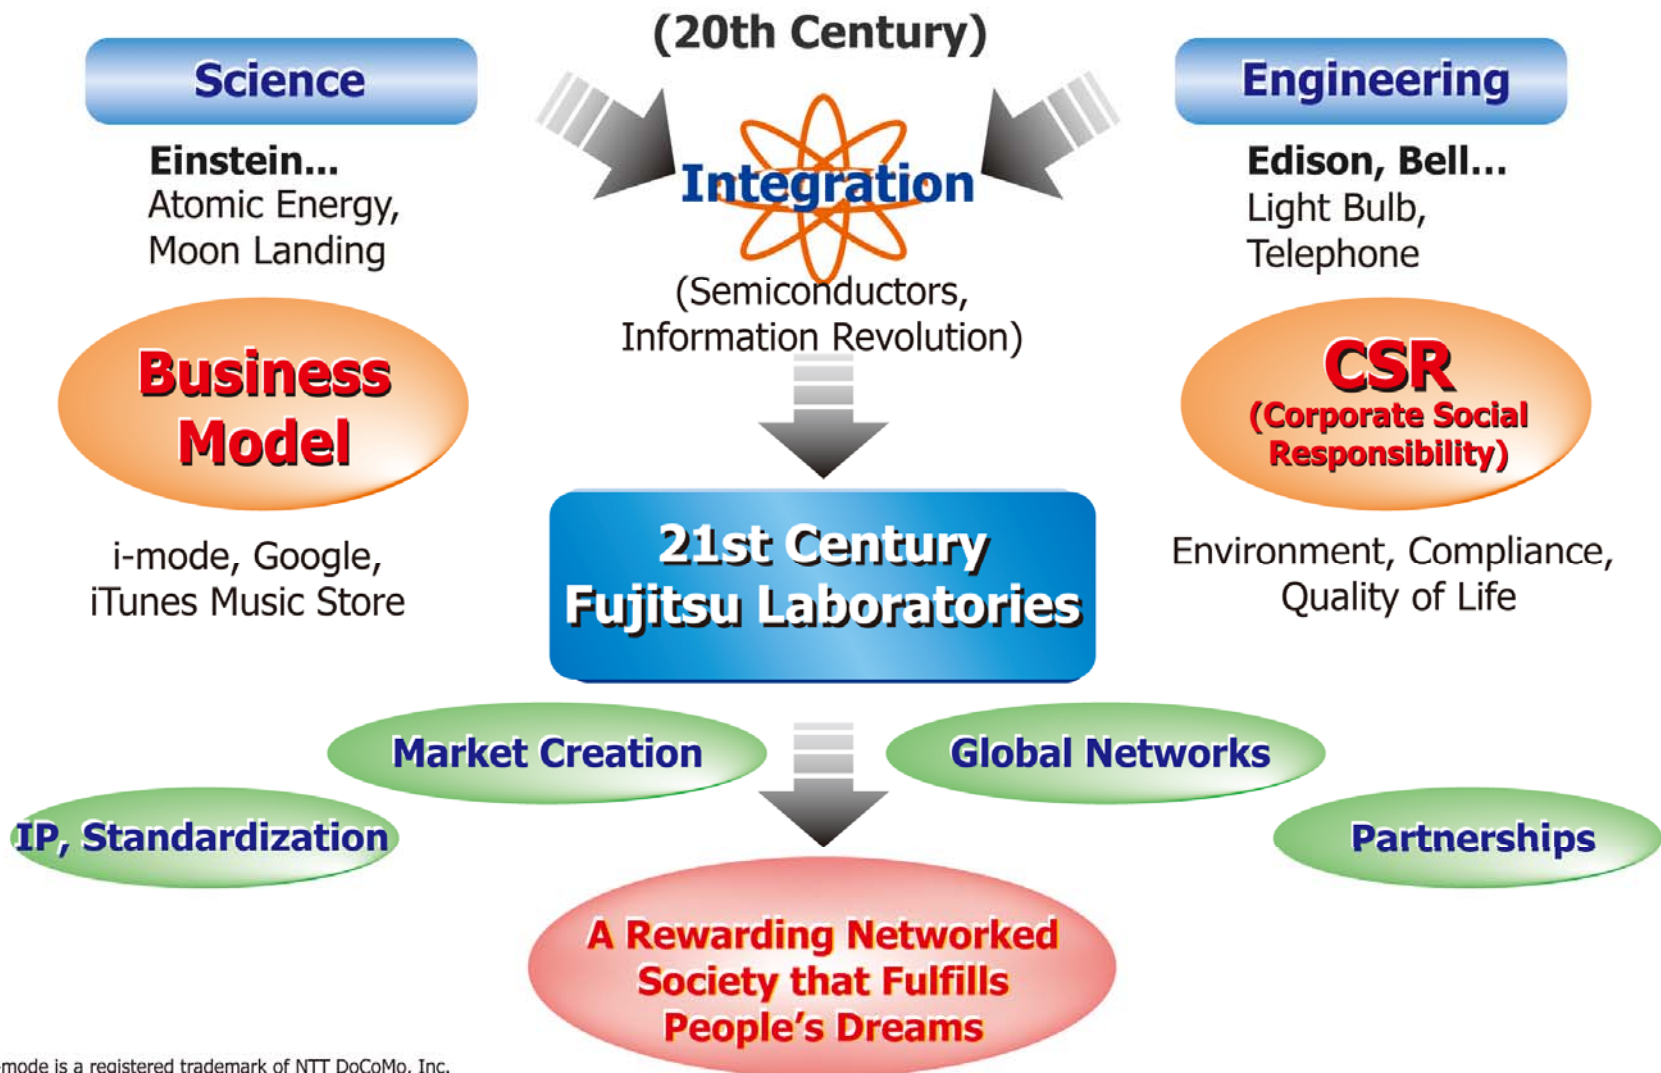 (20th Century)
Science
Engineering
Einstein...
Atomic Energy,
Moon Landing
Integration
(Semiconductors,
Information Revolution)
Edison, Bell...
Light Bulb,
Telephone
Business
Model
i-mode, Google,
iTunes Music Store
CSR
(Corporate Social
Responsibility)
Environment, Compliance,
Quality of Life
21st Century
Fujitsu Laboratories
Market Creation
Global Networks
IP, Standardization
Partnerships
A Rewarding Networked
Society that Fulfills
People's Dreams
-mode is a registered trademark of NTT DoCoMo, Inc.